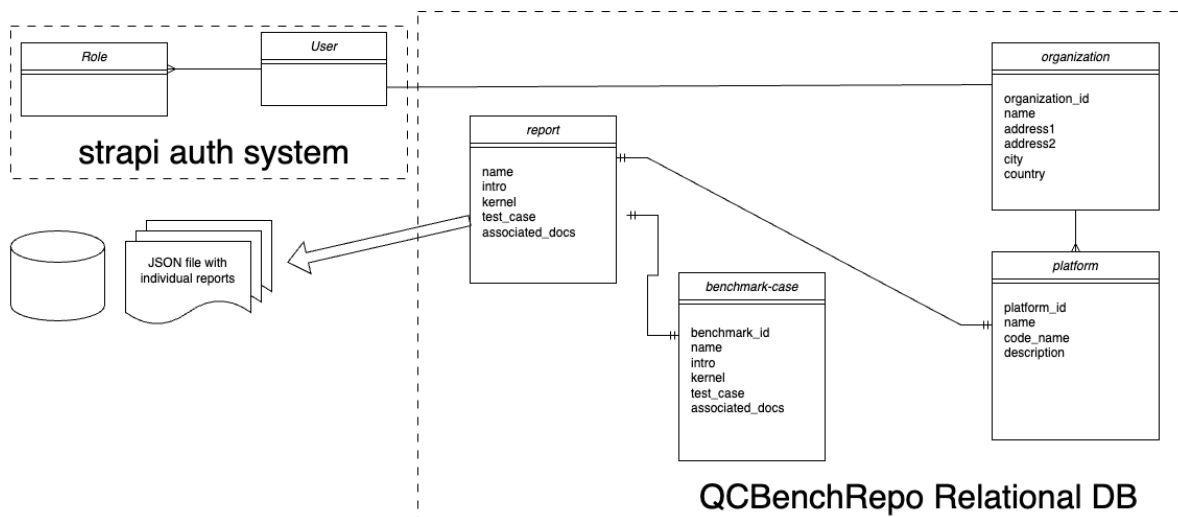 Role
User
strapi auth system
organization
organization_id
name
address1
address2
city
country
report
name
intro
kernel
test_case
associated_docs
JSON file with
individual reports
benchmark-case
benchmark_id
name
intro
kernel
test_case
associated_docs
platform
platform_id
name
code_name
description
QCBenchRepo Relational DB